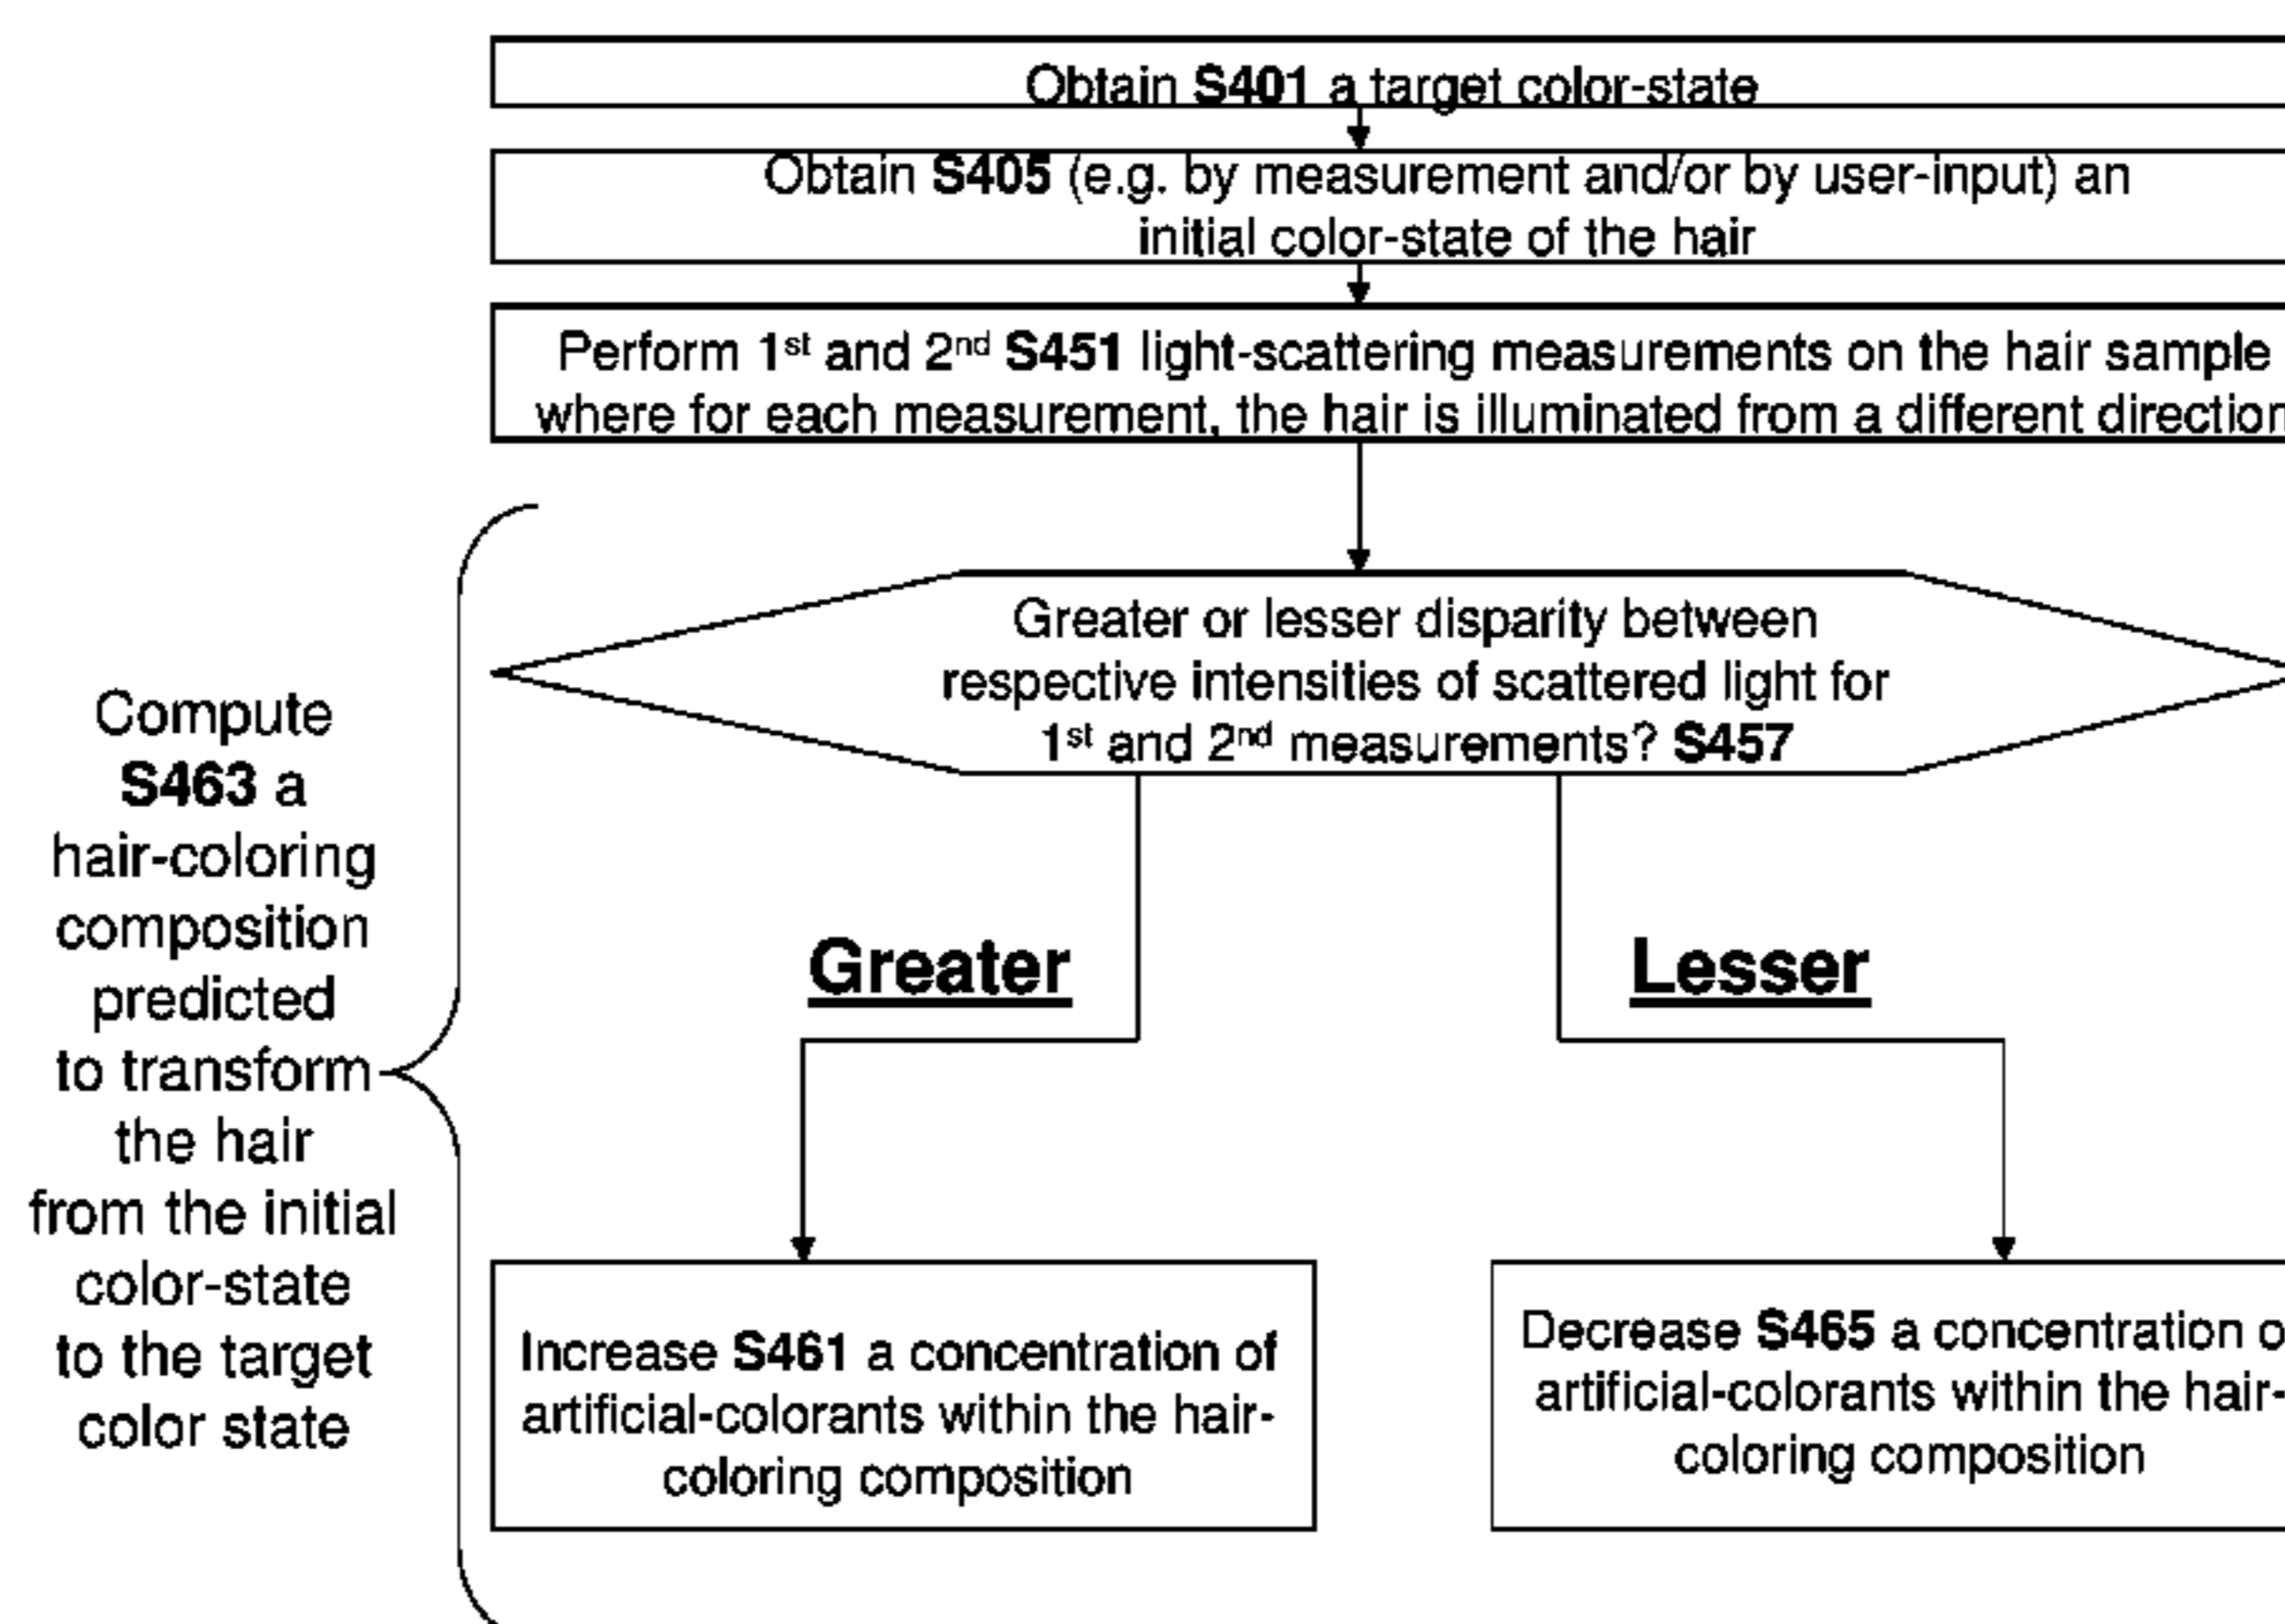 Obtain S401 a target color-state
Obtain S405 (e.g. by measurement and/or by user-input) an
initial color-state of the hair
Perform 1st and 2nd S451 light-scattering measurements on the hair sample
where for each measurement, the hair is illuminated from a different direction
Greater or lesser disparity between
respective intensities of scattered light for
1st and 2nd measurements? S457
Compute
S463 a
hair-coloring
composition
predicted
to transform
the hair
from the initial
color-state
to the target
color state
Greater
Lesser
Increase S461 a concentration of
artificial-colorants within the hair-
coloring composition
Decrease S465 a concentration o
artificial-colorants within the hair-
coloring composition